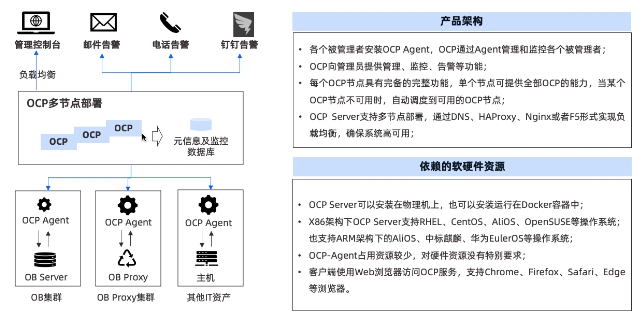 管理控制台
邮件告警
电话告警
钉钉告警
负载均衡
OCP多节点部署
OCP
OCP
OCP
元信息及监控
数据库
OCP Agent
OCP Agent
OCP Agent
OB Server
OB Proxy
主机
OB集群
OB Proxy集群
其他IT资产
产品架构
• 各个被管理者安装OCP Agent，OCP通过Agent管理和监控各个被管理者；
• OCP向管理员提供管理、监控、告警等功能；
• 每个OCP节点具有完备的完整功能，单个节点可提供全部OCP的能力，当某个
OCP节点不可用时，自动调度到可用的OCP节点；
• OCP Server支持多节点部署，通过DNS、HAProxy、Nginx或者F5形式实现负
载均衡，确保系统高可用；
依赖的软硬件资源
• OCP Server可以安装在物理机上，也可以安装运行在Docker容器中；
• X86架构下OCP Server支持RHEL、CentOS、AliOS、OpenSUSE等操作系统；
也支持ARM架构下的AliOS、中标麒麟、华为EulerOS等操作系统；
• OCP-Agent占用资源较少，对硬件资源没有特别要求；
• 客户端使用Web浏览器访问OCP服务，支持Chrome、Firefox、Safari、Edge
等浏览器。